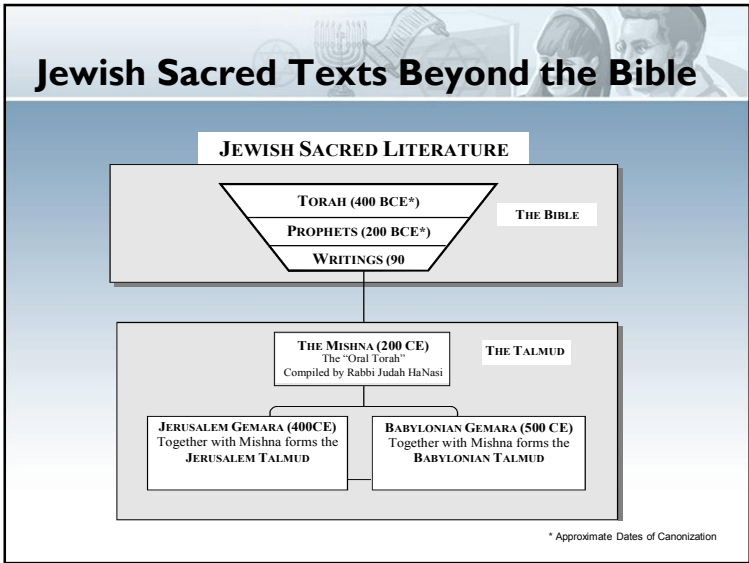 Jewish Sacred Texts Beyond the Bible
JEWISH SACRED LITERATURE
TORAH (400 BCE*)
PROPHETS (200 BCE*)
WRITINGS (90
THE BIBLE
THE MISHNA (200 CE)
The “Oral Torah”
Compiled by Rabbi Judah HaNasi
THE TALMUD
JERUSALEM GEMARA (400CE)
Together with Mishna forms the
JERUSALEM TALMUD
BABYLONIAN GEMARA (500 CE)
Together with Mishna forms the
BABYLONIAN TALMUD
* Approximate Dates of Canonization